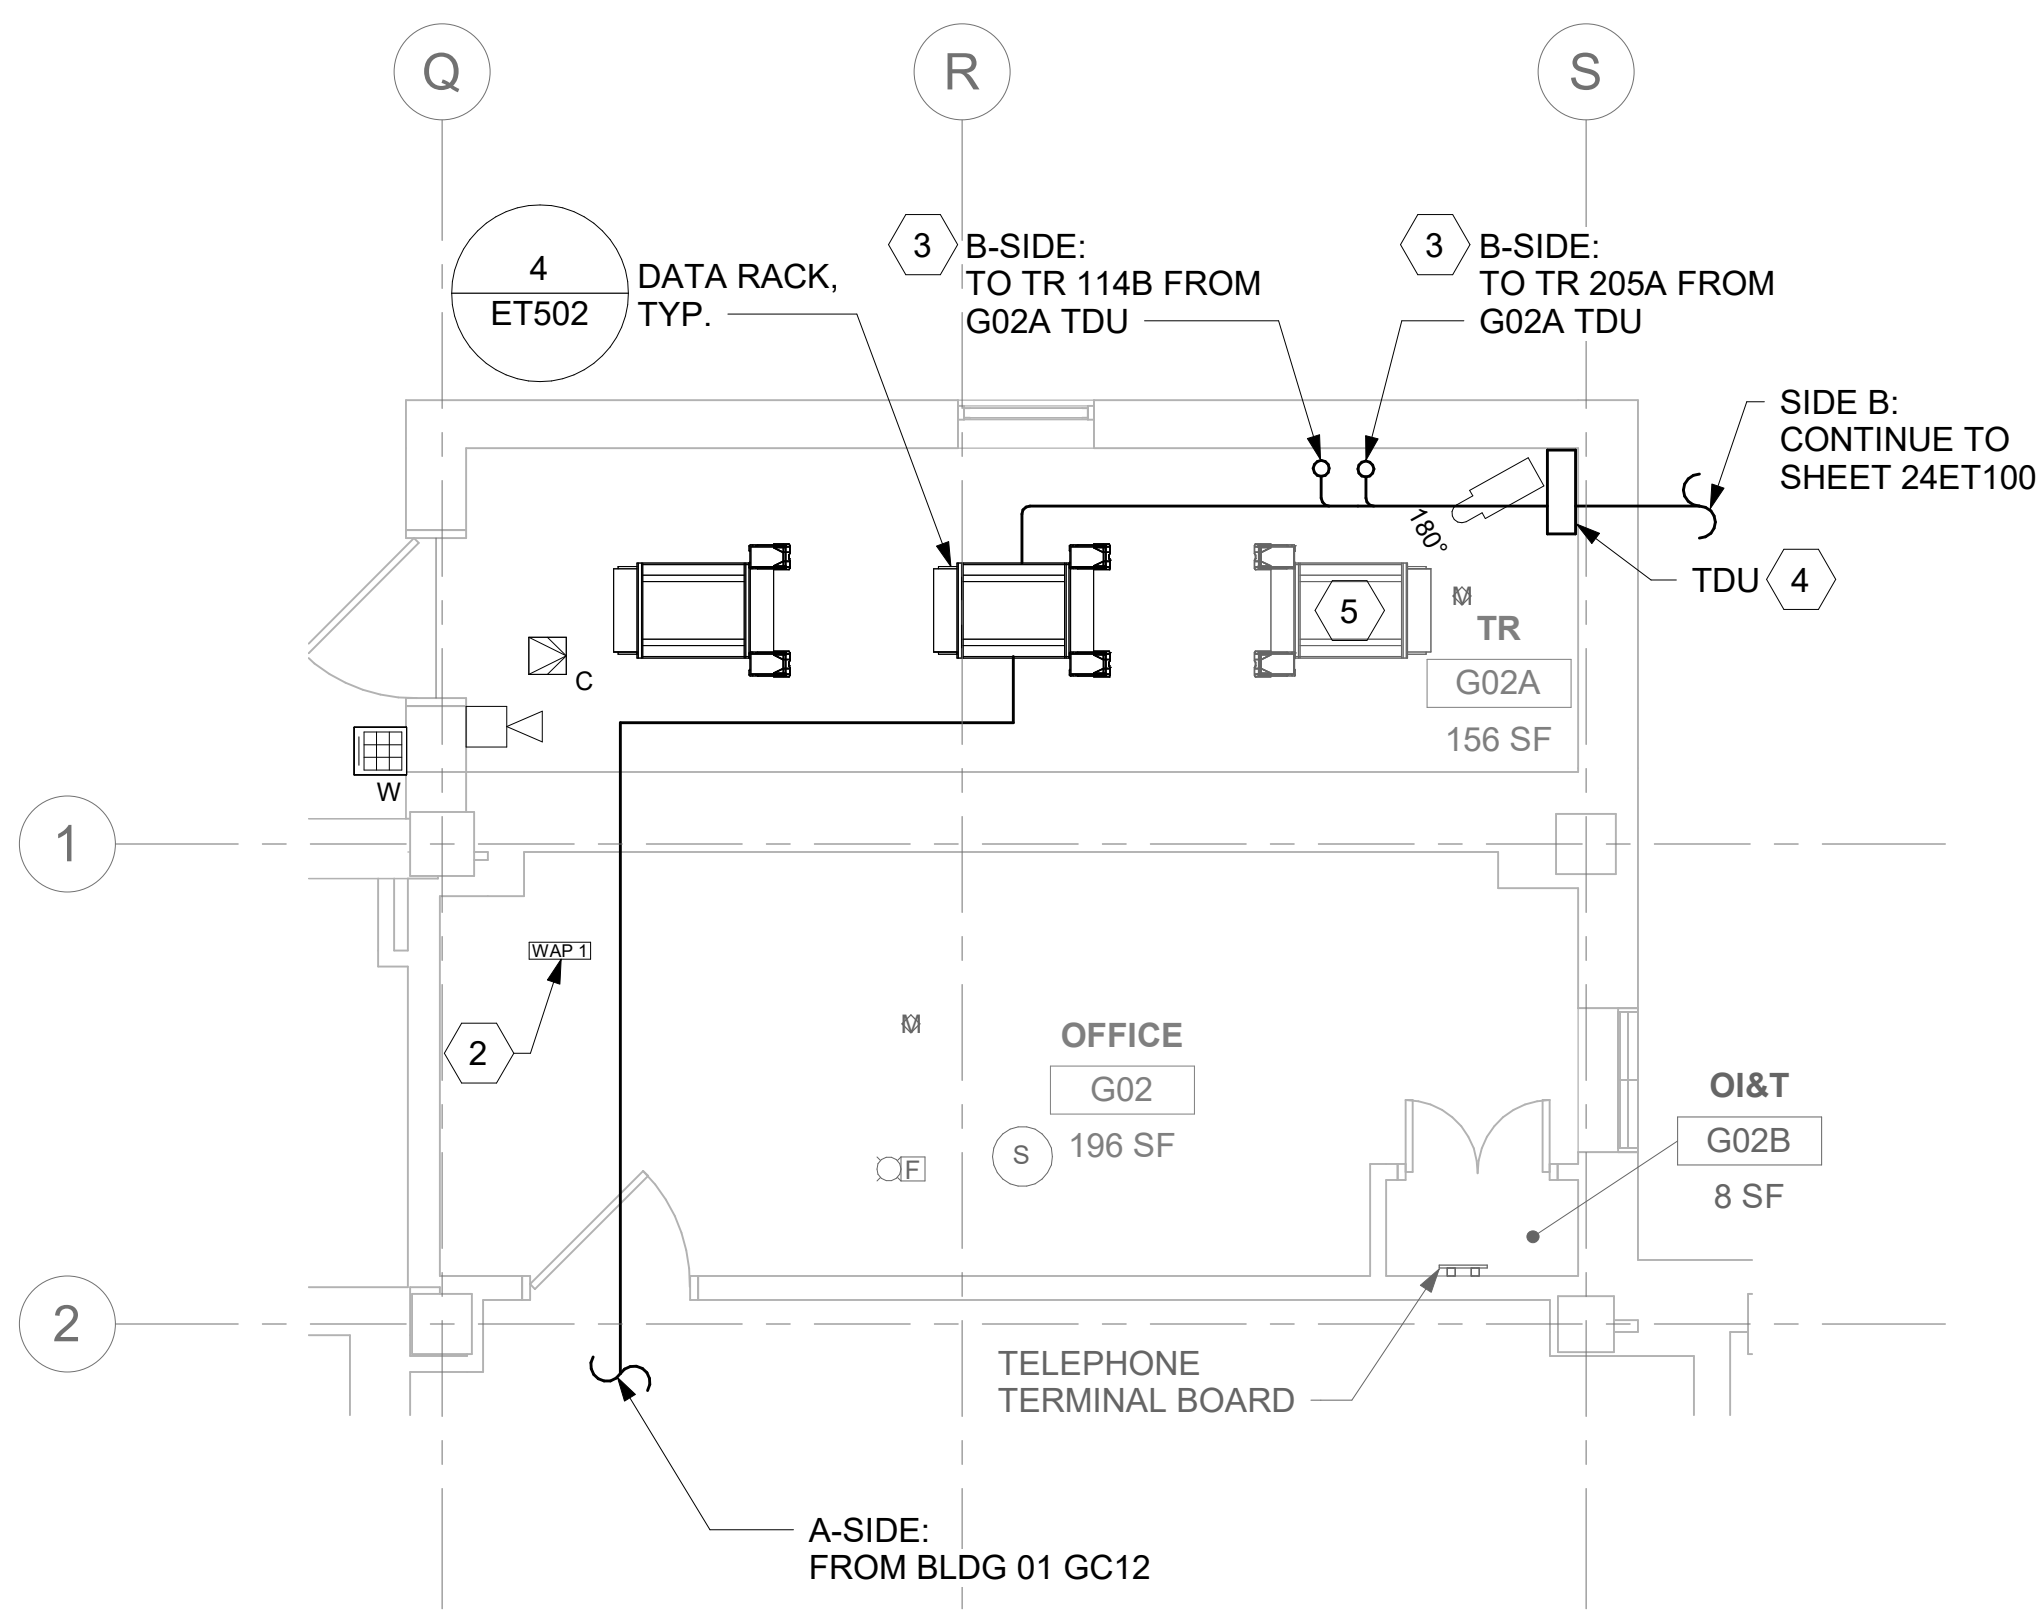 Q
R
S
4
ET502
DATA RACK,
TYP.
3
B-SIDE:
TO TR 114B FROM
G02A TDU
3
B-SIDE:
TO TR 205A FROM
G02A TDU
SIDE B:
CONTINUE TO
SHEET 24ET100
180°
TDU
4
5
M
TR
G02A
156 SF
C
W
1
WAP 1
2
M
OFFICE
G02
196 SF
S
F
OI&T
G02B
8 SF
2
TELEPHONE
TERMINAL BOARD
A-SIDE:
FROM BLDG 01 GC12